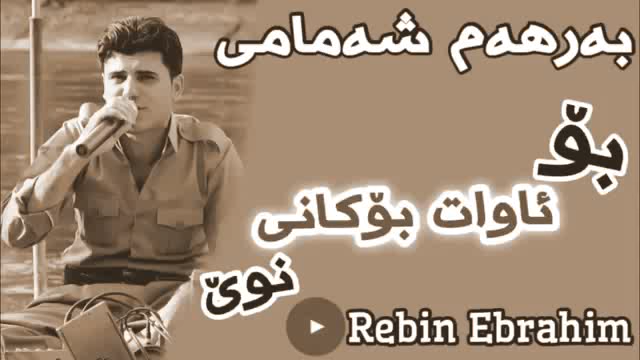 بەرهەم شەمامی
بۆ
ئاوات بۆکانی
نوێ
Rebin Ebrahim